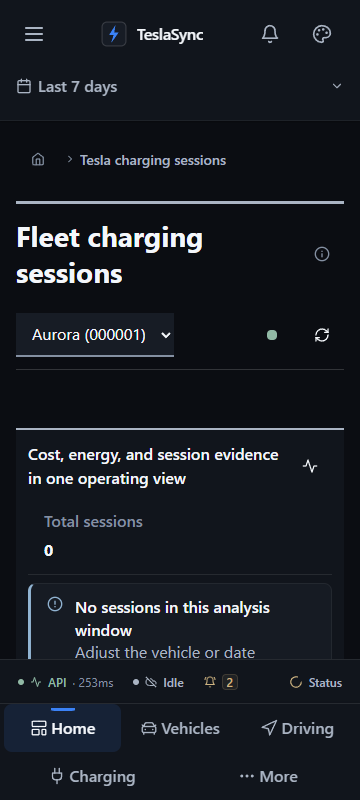 TeslaSync
Last 7 days
Tesla charging sessions
Fleet charging
sessions
Aurora (000001)
Cost, energy, and session evidence
in one operating view
Total sessions
0
No sessions in this analysis
window
Adjust the vehicle or date
API · 253ms Idle 2 Status
Home Vehicles Driving
Charging More